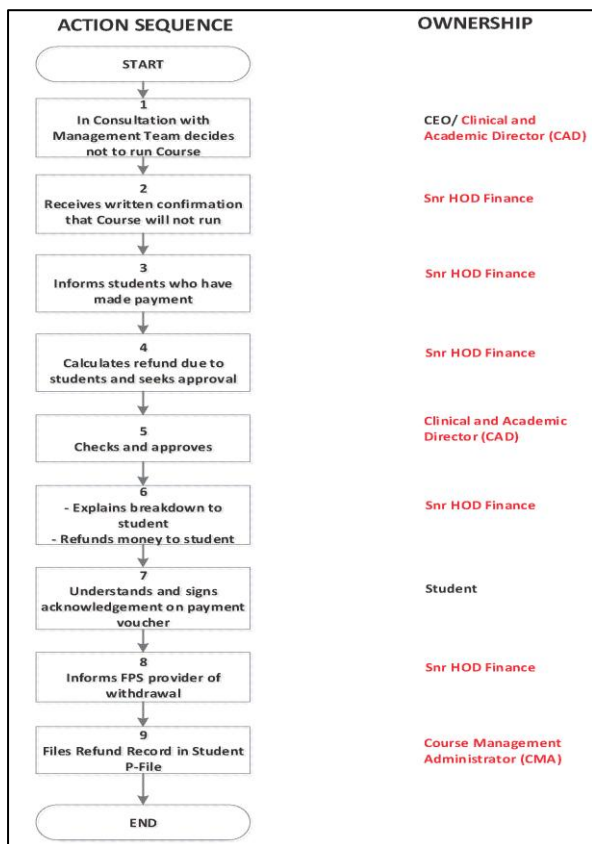 ACTION SEQUENCE OWNERSHIP
START
1
In Consultation with
Management Team decides
not to run Course
CEO/ Clinical and
Academic Director (CAD)
2
Receives written confirmation
that Course will not run
Snr HOD Finance
3
Informs students who have
made payment
Snr HOD Finance
4
Calculates refund due to
students and seeks approval
Snr HOD Finance
5
Checks and approves
Clinical and Academic
Director (CAD)
6
- Explains breakdown to
student
- Refunds money to student
Snr HOD Finance
7
Understands and signs
acknowledgement on payment
voucher
Student
8
Informs FPS provider of
withdrawal
Snr HOD Finance
9
Files Refund Record in Student
P-File
Course Management
Administrator (CMA)
END